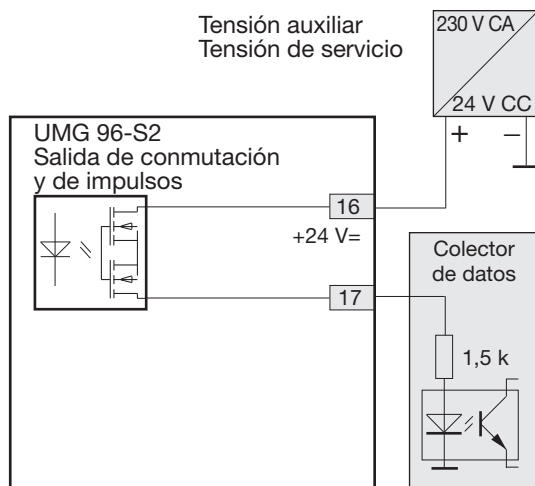 Tensión auxiliar
Tensión de servicio
230 V CA
24 V CC
+ −
UMG 96-S2
Salida de conmutación
y de impulsos
16
+24 V=
17
Colector
de datos
1,5 k